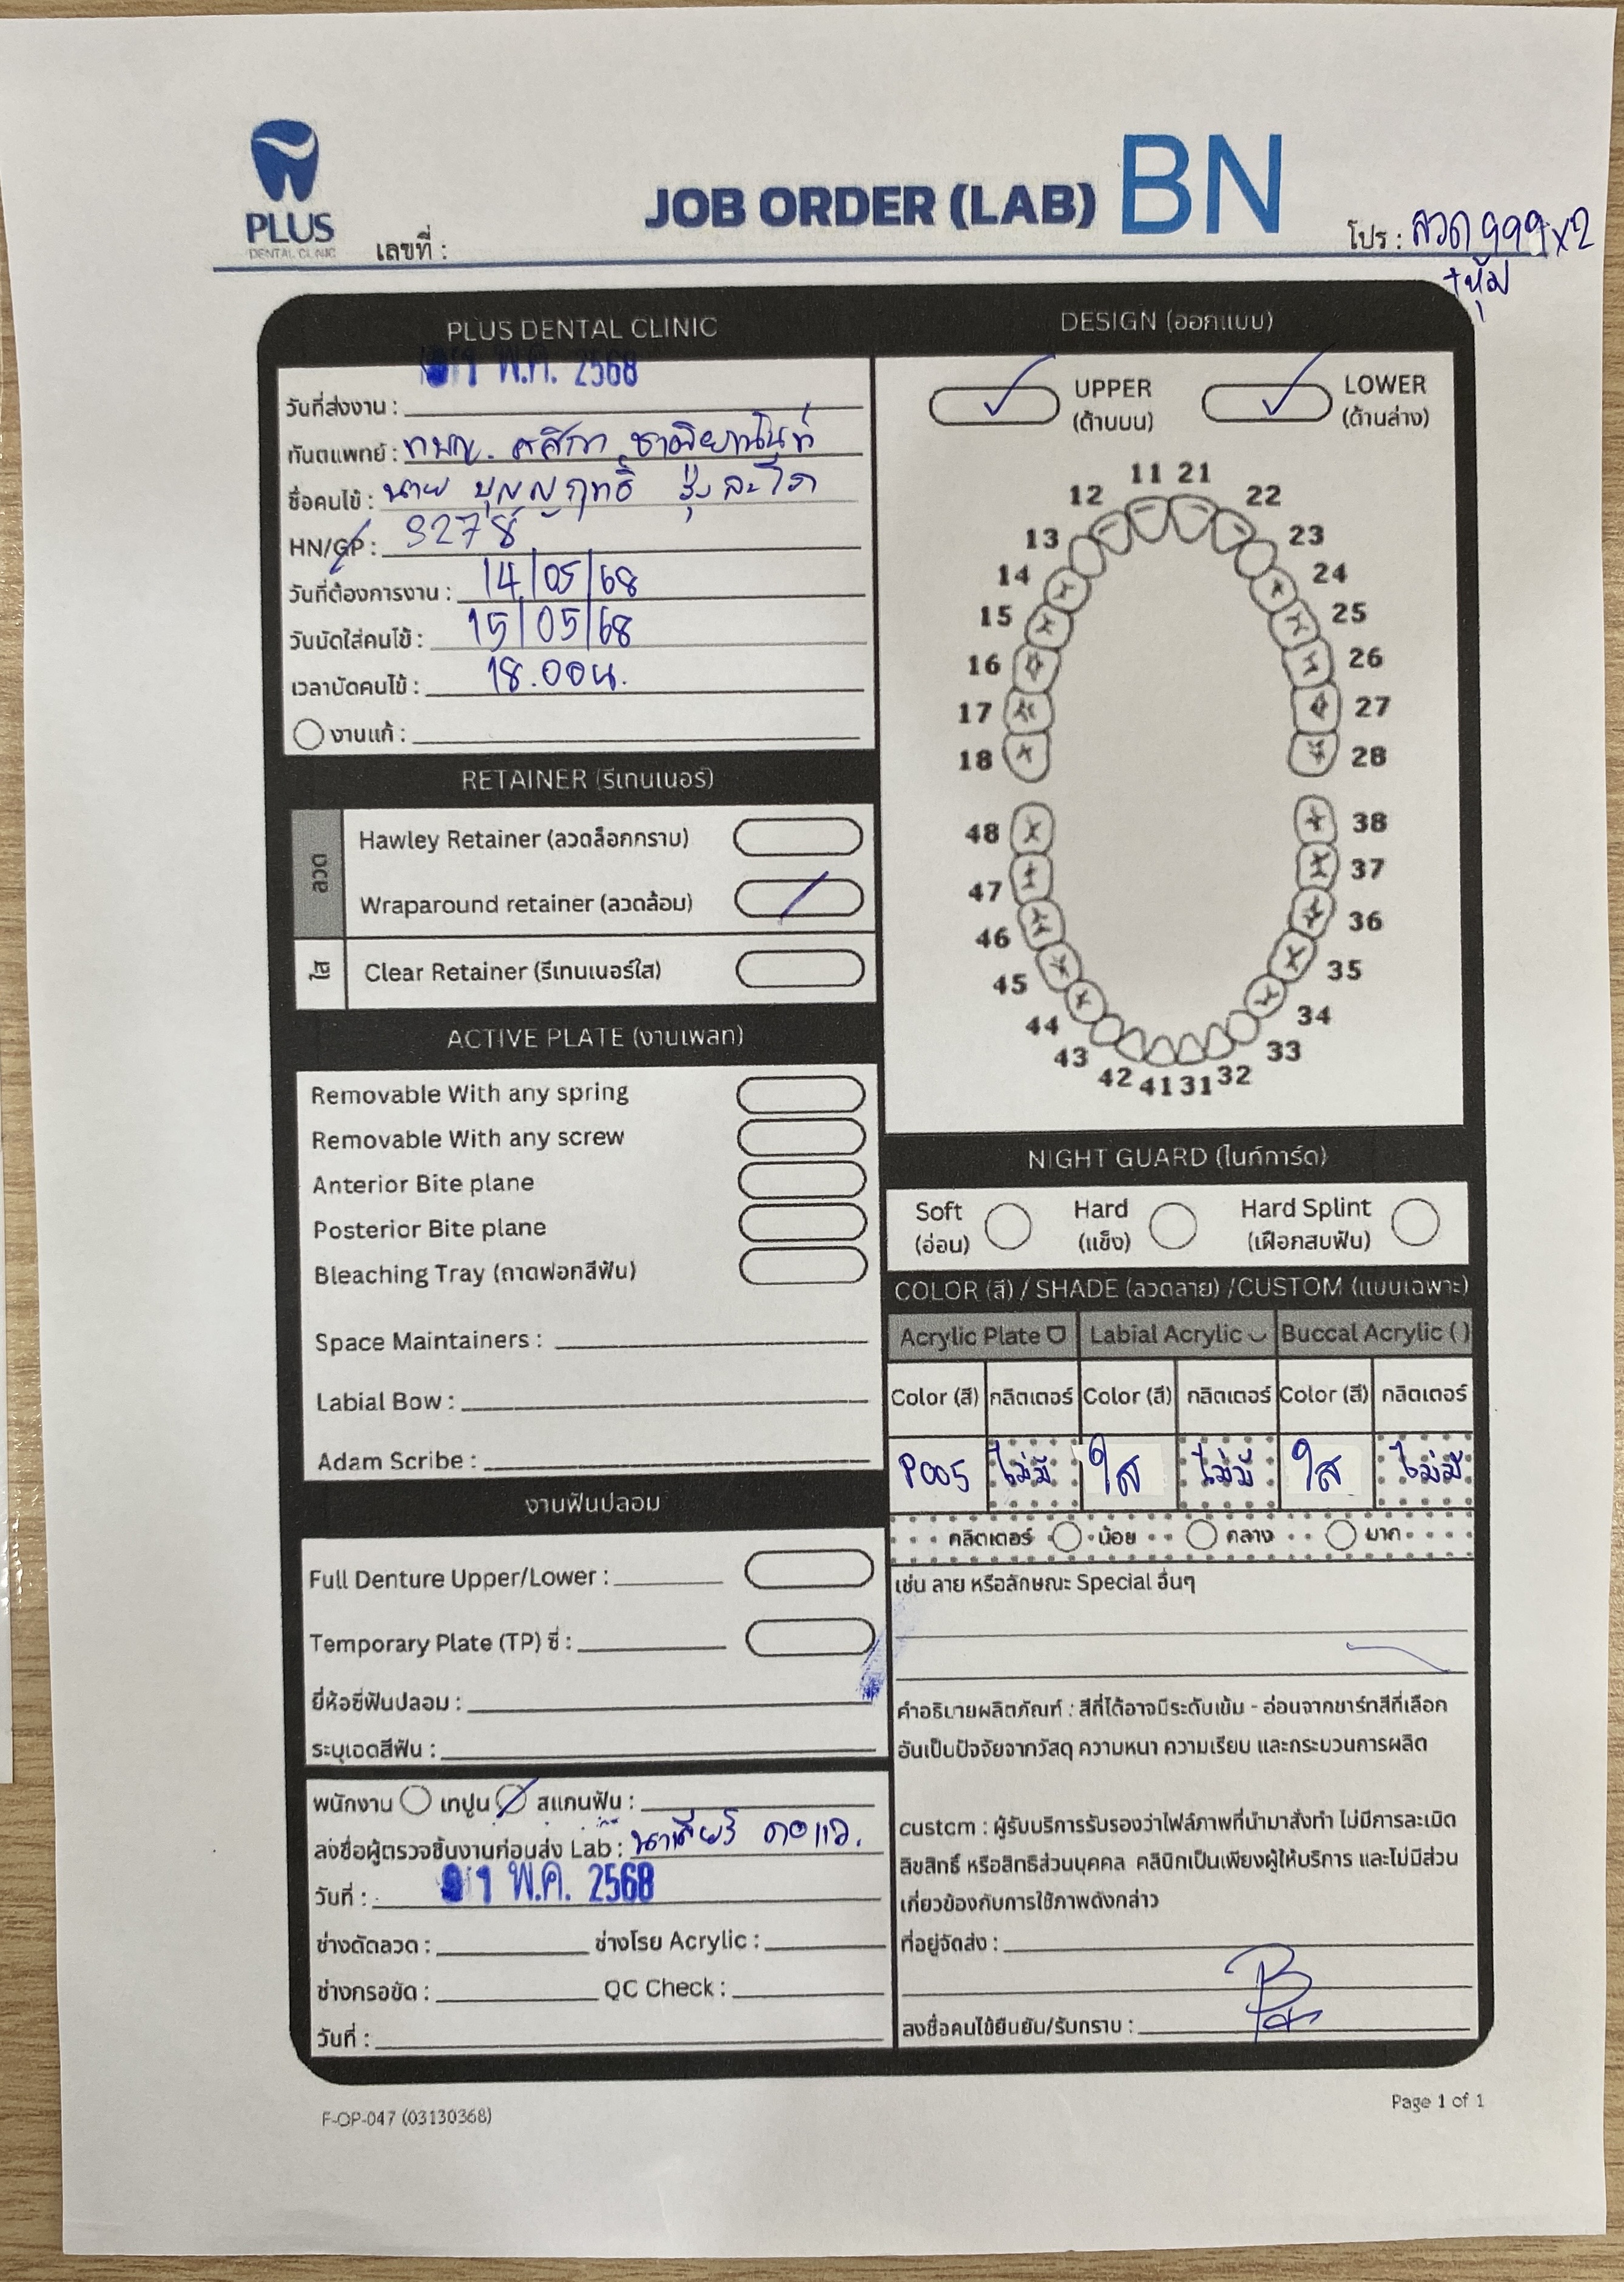 PLUS
DENTAL CLINIC
เลขที่ :
JOB ORDER (LAB) BN
โปร : ลวด 999x2
+หุ้ม
PLUS DENTAL CLINIC
วันที่ส่งงาน : 1 พ.ค. 2568
ทันตแพทย์ : ทพญ. ศศิภา
ชื่อคนไข้ : นาย บุญญฤทธิ์
HN/GP : 9278
วันที่ต้องการงาน : 14/05/68
วันนัดใส่คนไข้ : 15/05/68
เวลานัดคนไข้ : 18.00น.
งานแก้ :
RETAINER (รีเทนเนอร์)
ลวด
Hawley Retainer (ลวดล็อกกราม)
Wraparound retainer (ลวดล้อม)
ใส
Clear Retainer (รีเทนเนอร์ใส)
ACTIVE PLATE (งานเพลท)
Removable With any spring
Removable With any screw
Anterior Bite plane
Posterior Bite plane
Bleaching Tray (ถาดฟอกสีฟัน)
Space Maintainers :
Labial Bow :
Adam Scribe :
งานฟันปลอม
Full Denture Upper/Lower :
Temporary Plate (TP) ซี่ :
ยี่ห้อซี่ฟันปลอม :
ระบุเฉดสีฟัน :
พนักงาน เทปูน สแกนฟัน :
ลงชื่อผู้ตรวจชิ้นงานก่อนส่ง Lab :
วันที่ : 1 พ.ค. 2568
ช่างดัดลวด : ช่างโรย Acrylic :
ช่างกรอขัด : QC Check :
วันที่ :
DESIGN (ออกแบบ)
UPPER
(ด้านบน)
LOWER
(ด้านล่าง)
11 21
12 22
13 23
14 24
15 25
16 26
17 27
18 28
48 38
47 37
46 36
45 35
44 34
43 33
42 41 31 32
NIGHT GUARD (ไนท์การ์ด)
Soft
(อ่อน)
Hard
(แข็ง)
Hard Splint
(เฝือกสบฟัน)
COLOR (สี) / SHADE (ลวดลาย) /CUSTOM (แบบเฉพาะ)
Acrylic Plate Labial Acrylic Buccal Acrylic ( )
Color (สี) กลิตเตอร์ Color (สี) กลิตเตอร์ Color (สี) กลิตเตอร์
P005 ไม่มี ใส ไม่มี ใส ไม่มี
กลิตเตอร์ น้อย กลาง มาก
เช่น ลาย หรือลักษณะ Special อื่นๆ
คำอธิบายผลิตภัณฑ์ : สีที่ได้อาจมีระดับเข้ม - อ่อนจากชาร์ทสีที่เลือก
อันเป็นปัจจัยจากวัสดุ ความหนา ความเรียบ และกระบวนการผลิต
custom : ผู้รับบริการรับรองว่าไฟล์ภาพที่นำมาสั่งทำ ไม่มีการละเมิด
ลิขสิทธิ์ หรือสิทธิส่วนบุคคล คลินิกเป็นเพียงผู้ให้บริการ และไม่มีส่วน
เกี่ยวข้องกับการใช้ภาพดังกล่าว
ที่อยู่จัดส่ง :
ลงชื่อคนไข้ยืนยัน/รับทราบ :
F-OP-047 (03130368)
Page 1 of 1